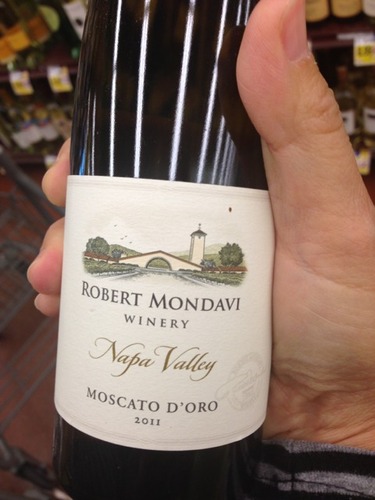 ROBERT MONDAVI
WINERY
Napa Valley
MOSCATO D'ORO
2011